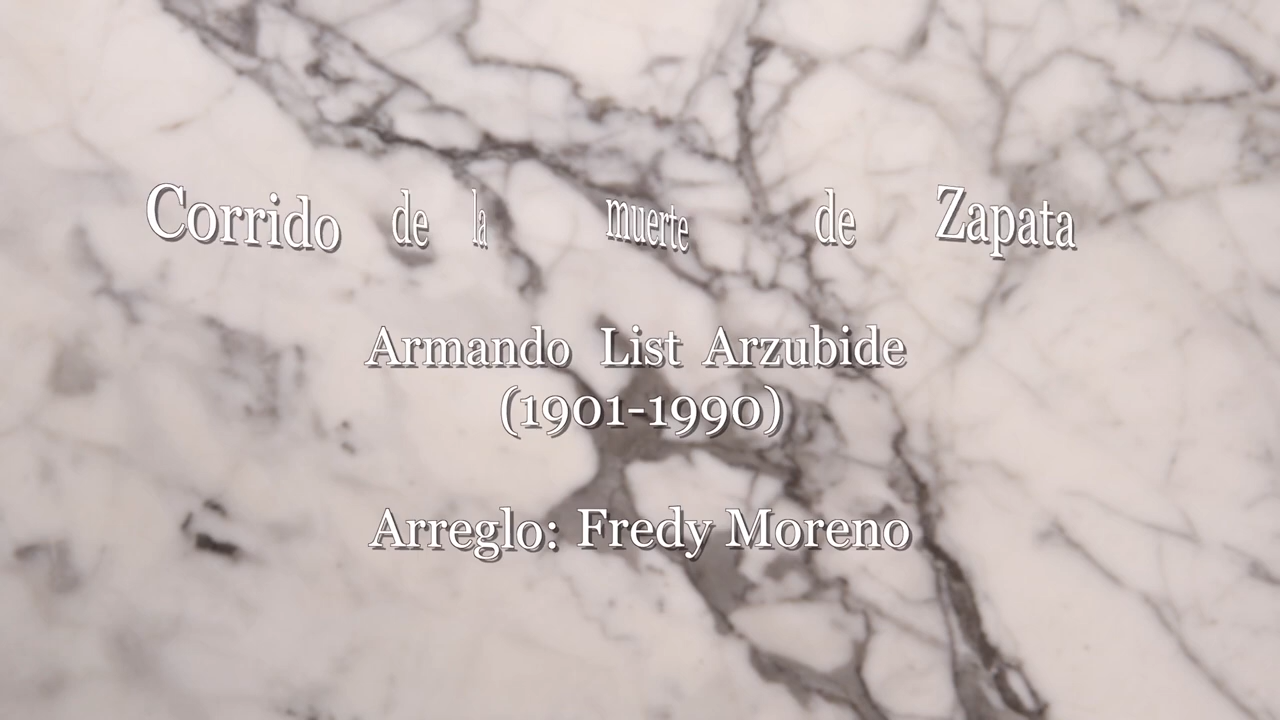 Corrido de la muerte de Zapata
Armando List Arzubide
(1901-1990)
Arreglo: Fredy Moreno